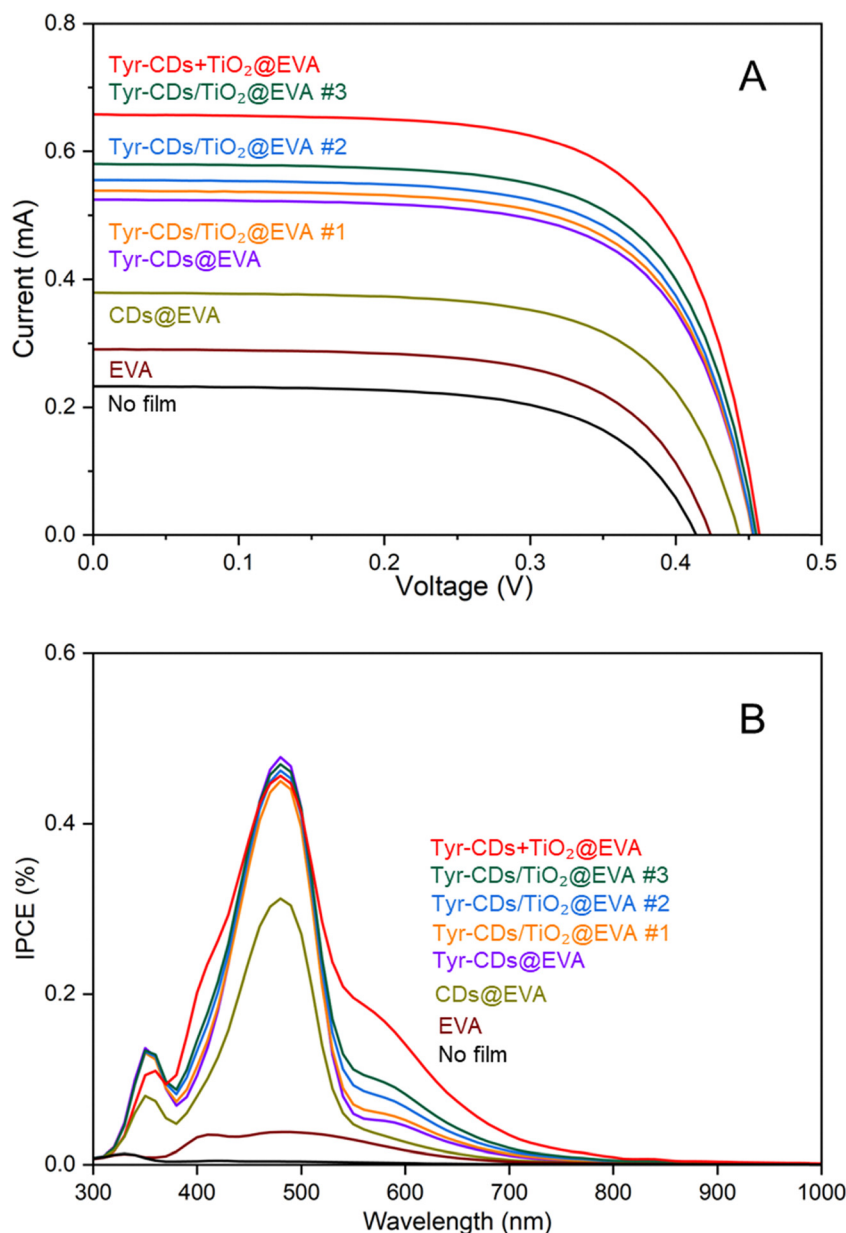 0.8
Tyr-CDs+TiO₂@EVA
A
Tyr-CDs/TiO₂@EVA #3
0.6
Tyr-CDs/TiO₂@EVA #2
Current (mA)
0.4
Tyr-CDs/TiO₂@EVA #1
Tyr-CDs@EVA
CDs@EVA
EVA
0.2
No film
0.0
0.0 0.1 0.2 0.3 0.4 0.5
Voltage (V)
0.6
B
0.4
IPCE (%)
Tyr-CDs+TiO₂@EVA
Tyr-CDs/TiO₂@EVA #3
Tyr-CDs/TiO₂@EVA #2
Tyr-CDs/TiO₂@EVA #1
Tyr-CDs@EVA
0.2
CDs@EVA
EVA
No film
0.0
300 400 500 600 700 800 900 1000
Wavelength (nm)